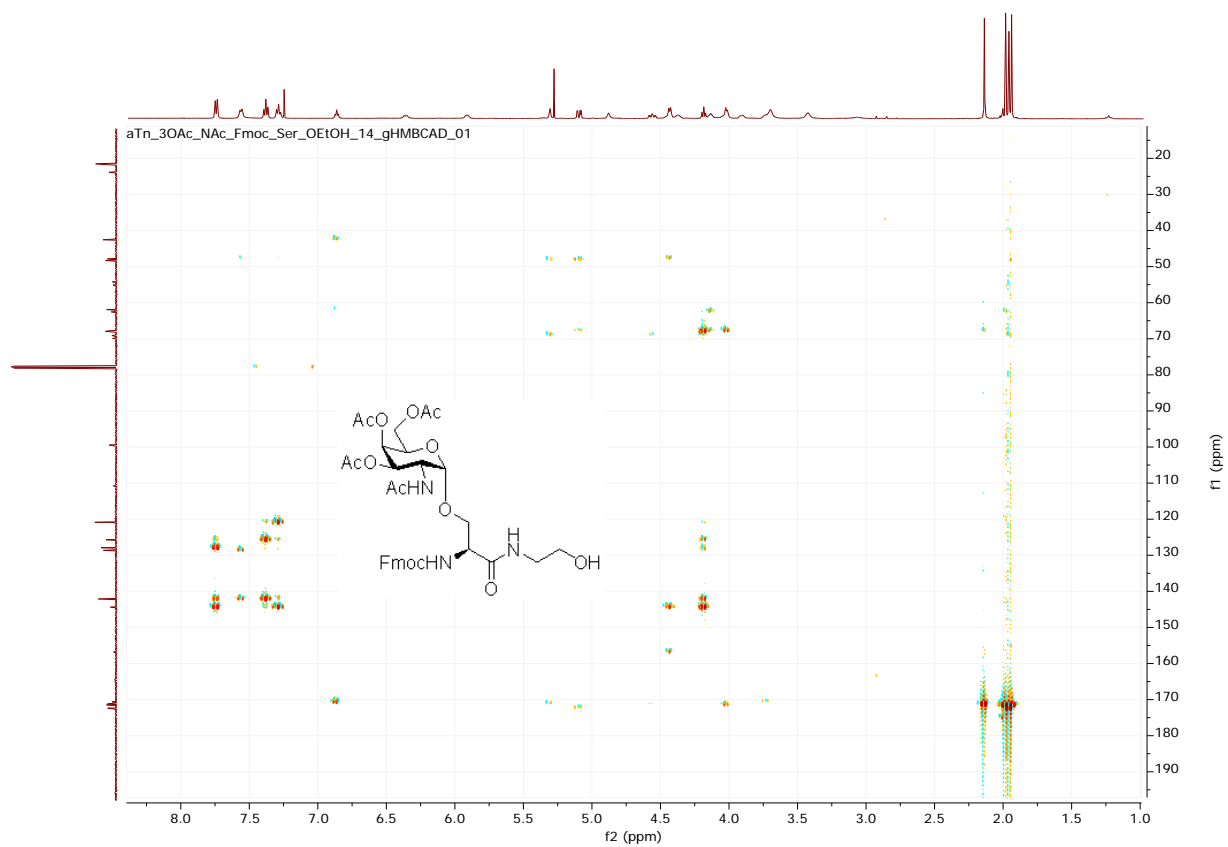 aTn_3OAc_NAc_Fmoc_Ser_OEtOH_14_gHMBCAD_01
20
30
40
50
60
70
80
90
100
110
120
130
140
150
160
170
180
190
f1 (ppm)
AcO OAc
O
AcO
AcHN
O
H
FmocHN N OH
O
8.0 7.5 7.0 6.5 6.0 5.5 5.0 4.5 4.0 3.5 3.0 2.5 2.0 1.5 1.0
f2 (ppm)